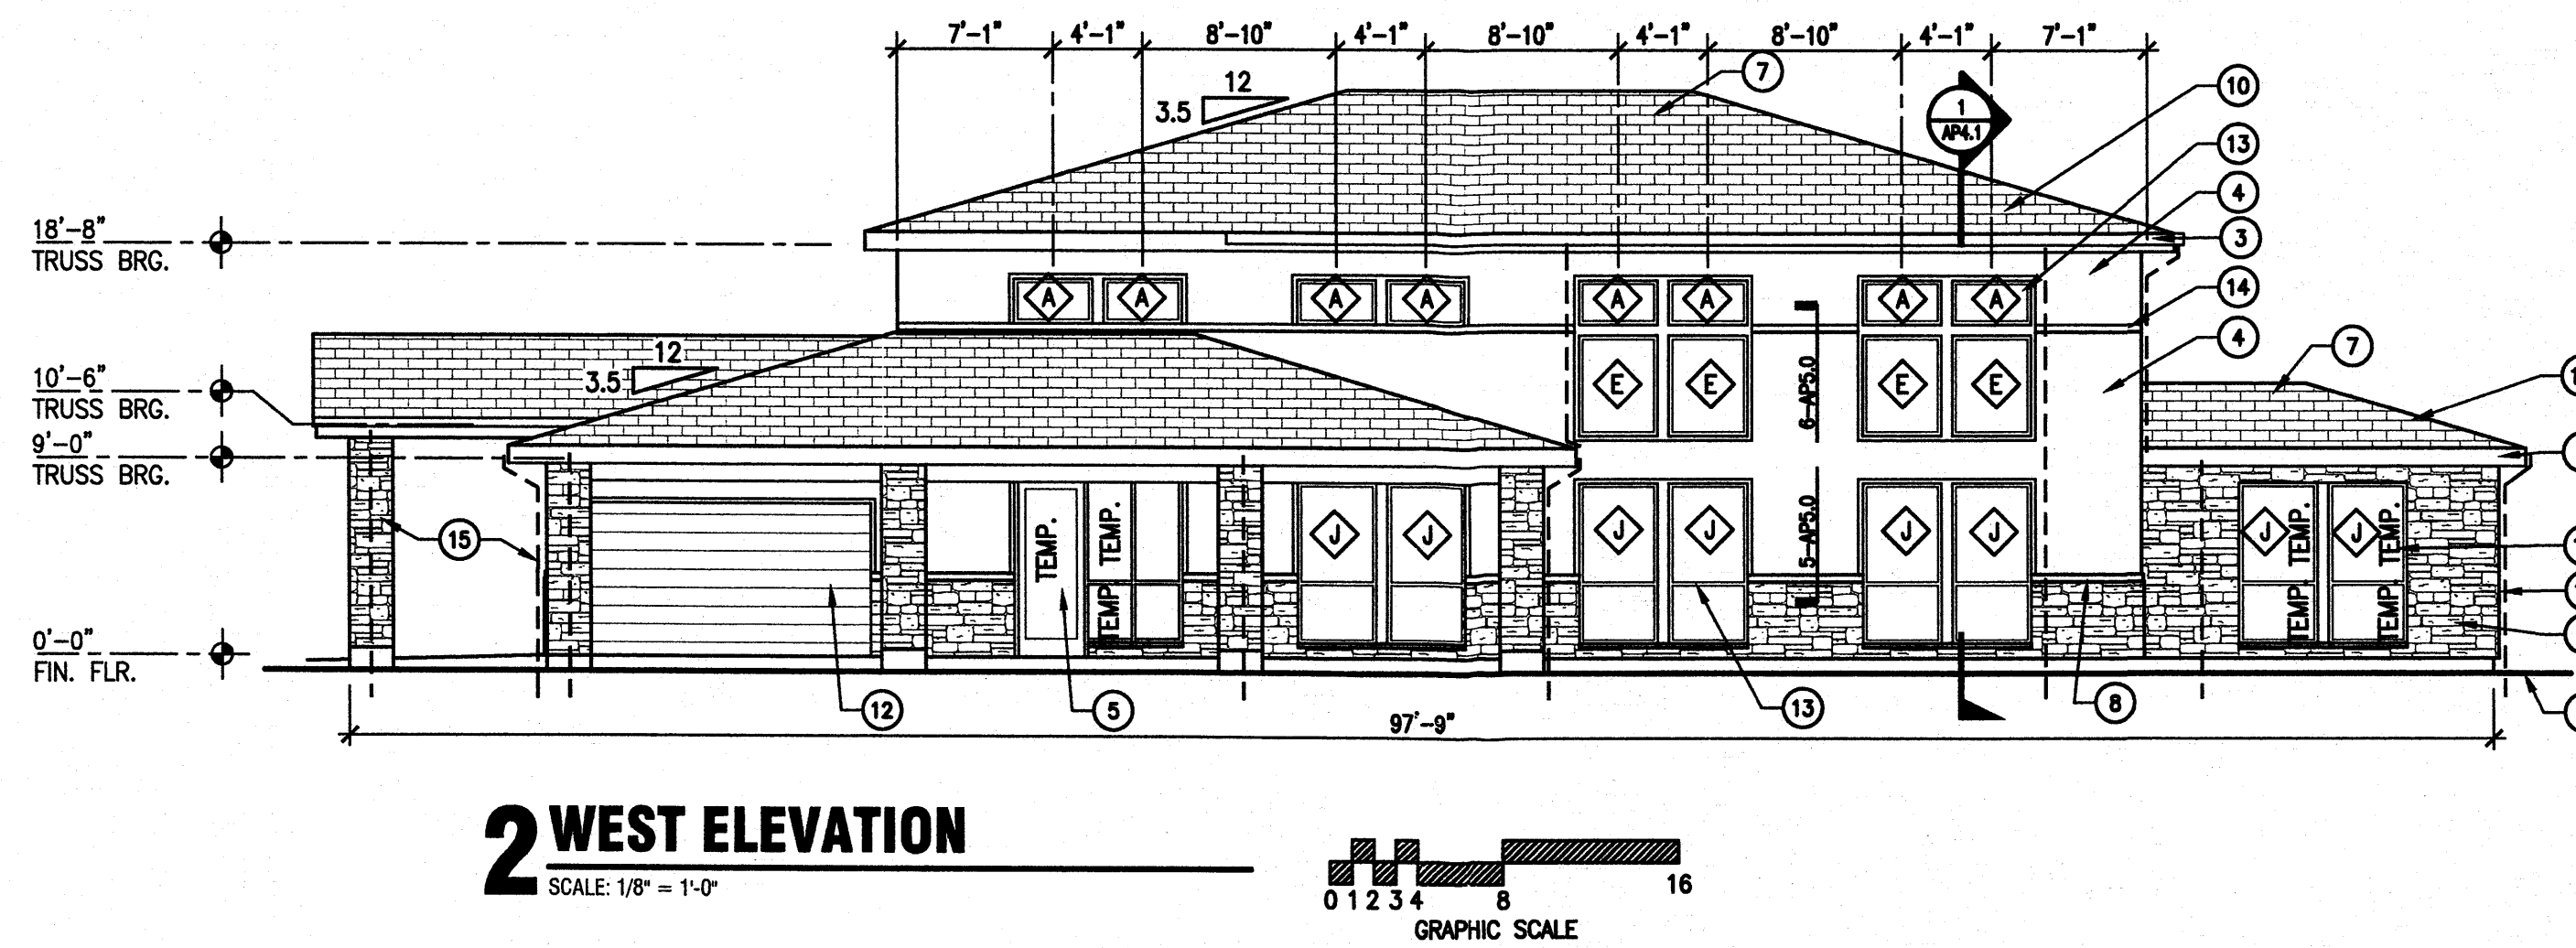 7'-1" 4'-1" 8'-10" 4'-1" 8'-10" 4'-1" 8'-10" 4'-1" 7'-1"
12
3.5
7
10
1
AP4.1
13
4
3
18'-8"
TRUSS BRG.
A A A A A A A A
14
4
12
3.5
7
10'-6"
TRUSS BRG.
E E E E
6-AP5.0
9'-0"
TRUSS BRG.
15
TEMP. TEMP.
TEMP.
J J J J J J
5-AP5.0
J TEMP. J TEMP.
TEMP. TEMP.
0'-0"
FIN. FLR.
12
5
13
8
97'-9"
2 WEST ELEVATION
SCALE: 1/8" = 1'-0"
0 1 2 3 4 8 16
GRAPHIC SCALE